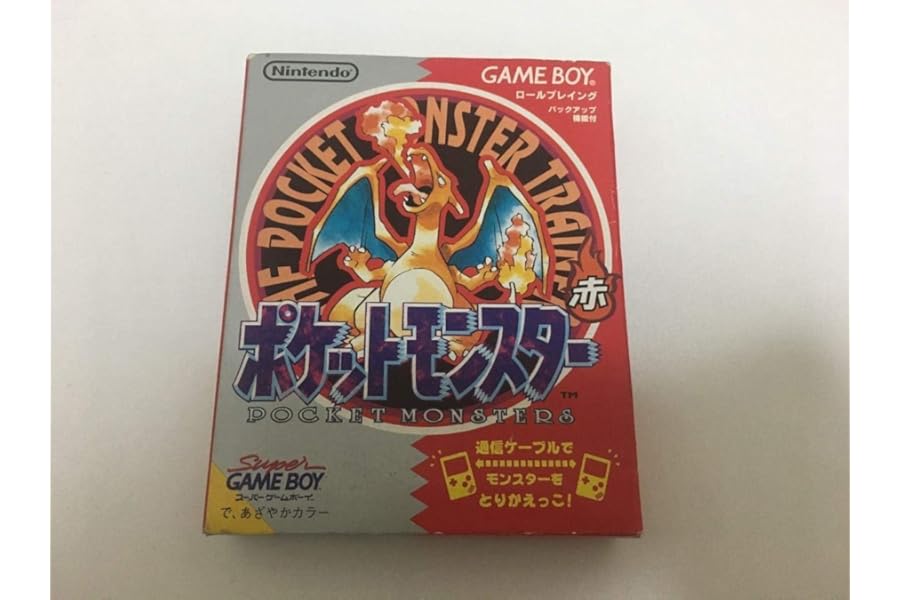 Nintendo
GAME BOY®
ロールプレイング
バックアップ
機能付
THE POCKET MONSTER TRAINER
赤
ポケットモンスター
TM
POCKET MONSTERS
通信ケーブルで
モンスターを
とりかえっこ!
Super
GAME BOY
スーパーゲームボーイ
で、あざやかカラー